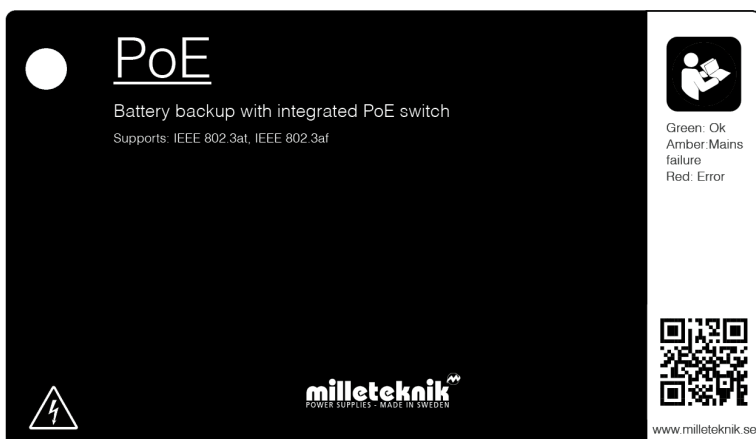 PoE
Battery backup with integrated PoE switch
Supports: IEEE 802.3at, IEEE 802.3af
Green: Ok
Amber:Mains
failure
Red: Error
milleteknik
POWER SUPPLIES - MADE IN SWEDEN
www.milleteknik.se